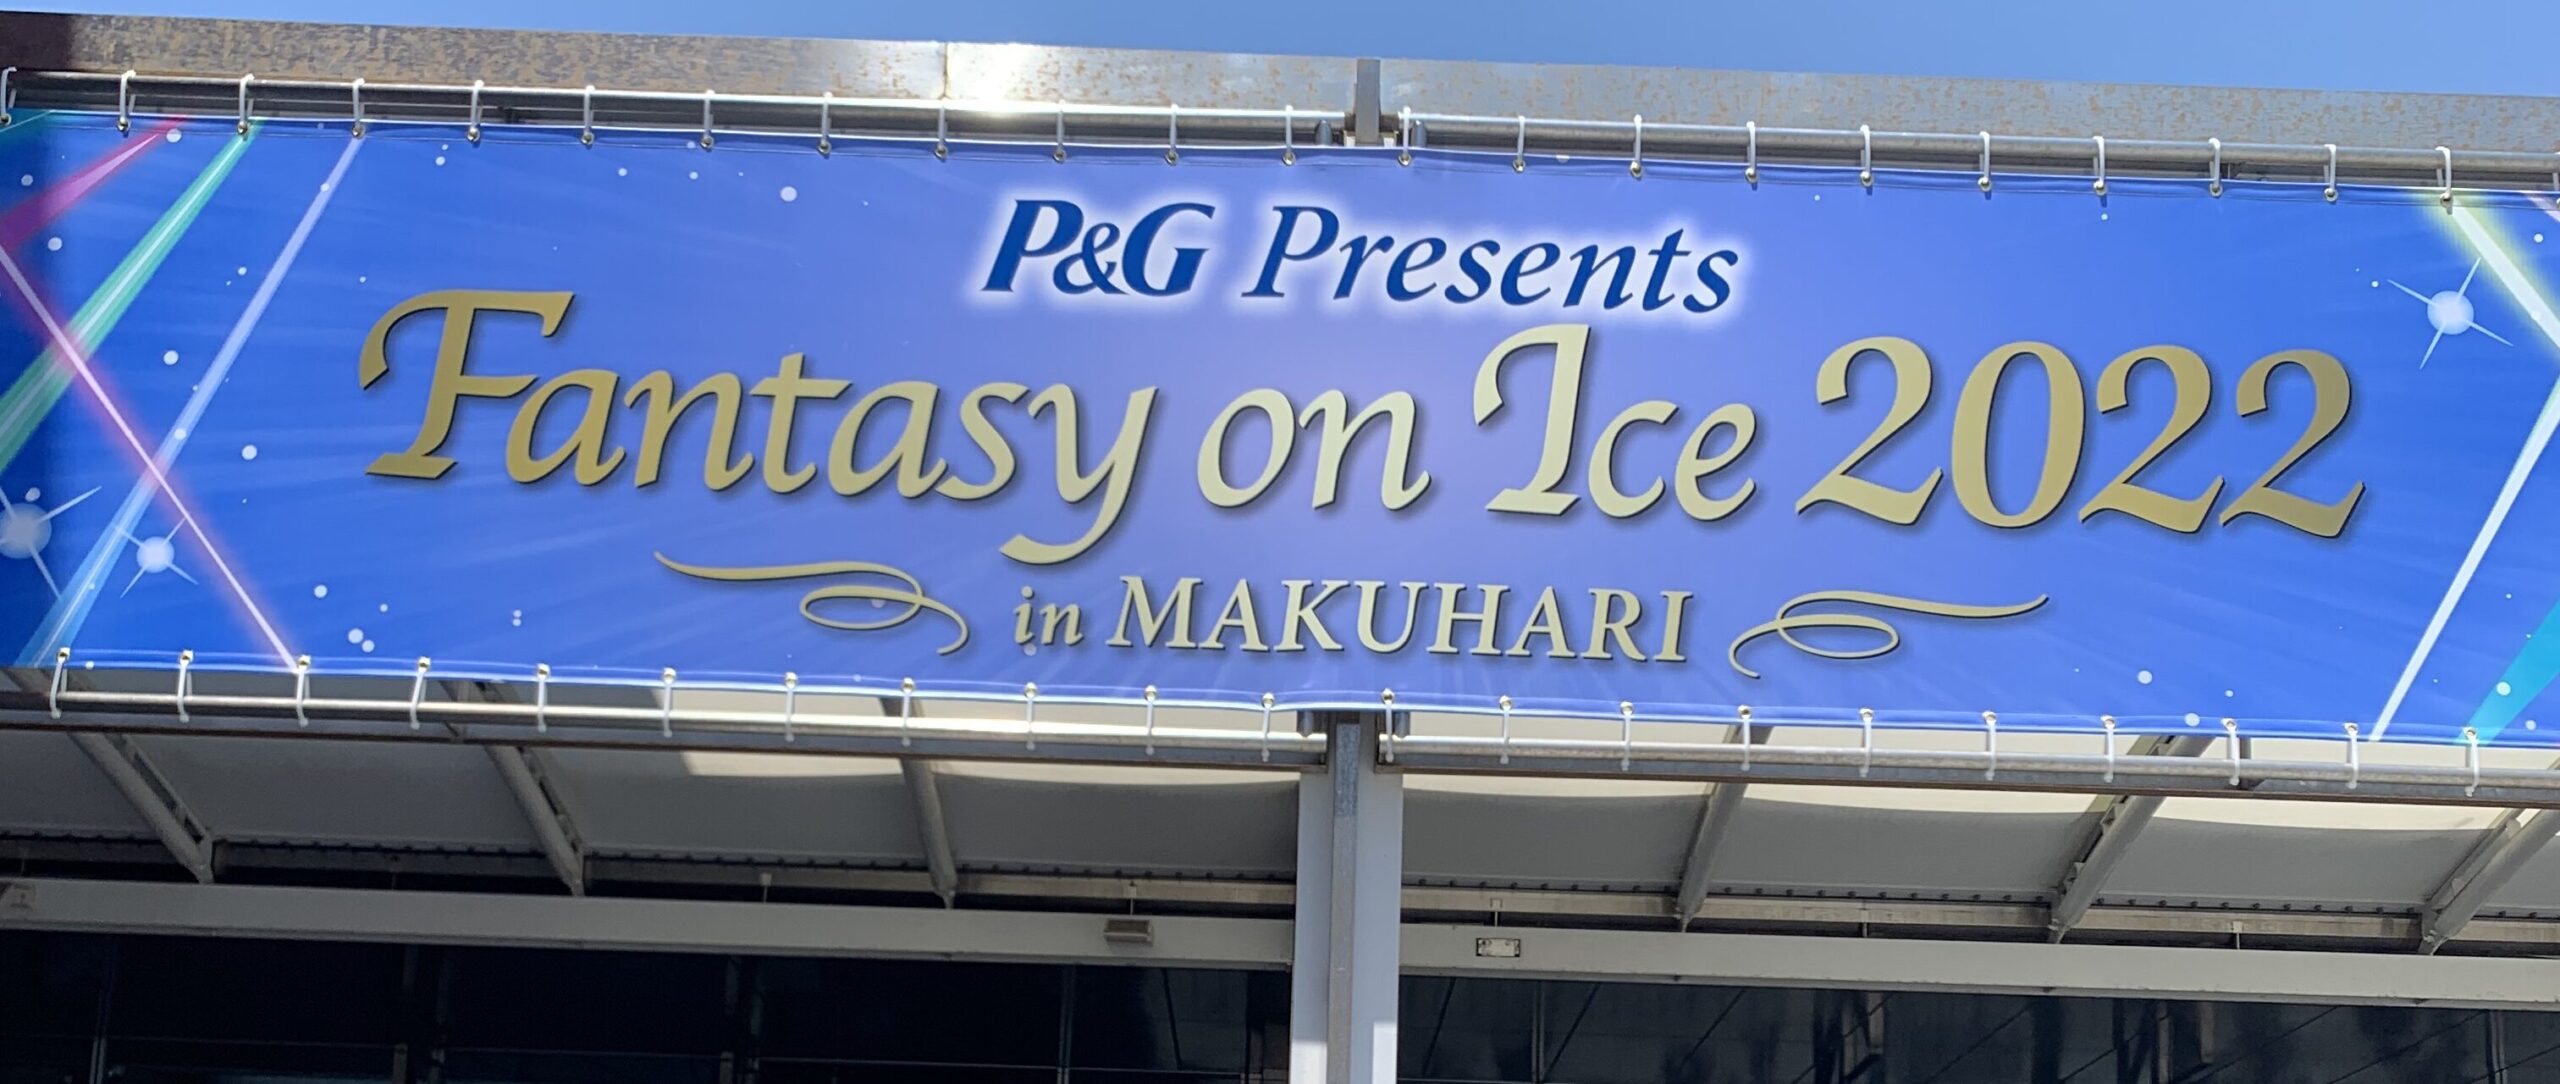 P&G Presents
Fantasy on Ice 2022
in MAKUHARI